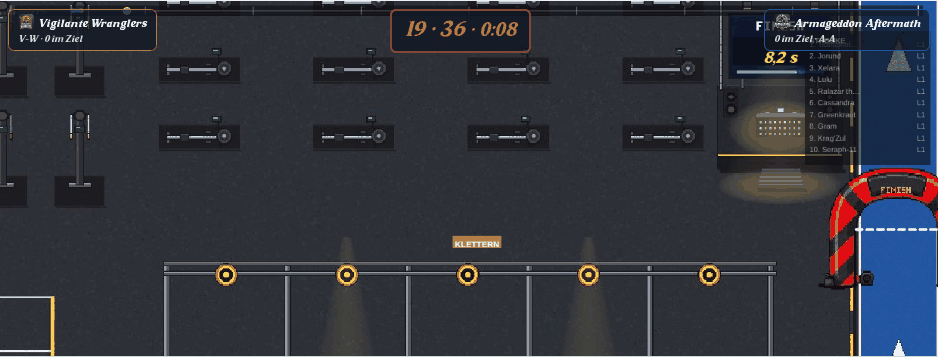 Vigilante Wranglers
V-W · 0 im Ziel
19 · 36 · 0:08
Armageddon Aftermath
0 im Ziel · A-A
8,2 s
L1
2. Jorund L1
3. Xelara L1
4. Lulu L1
5. Ralazar th... L1
6. Cassandra L1
7. Greenkraut L1
8. Gram L1
9. Krag'Zul L1
10. Seraph-11 L1
FINISH
KLETTERN